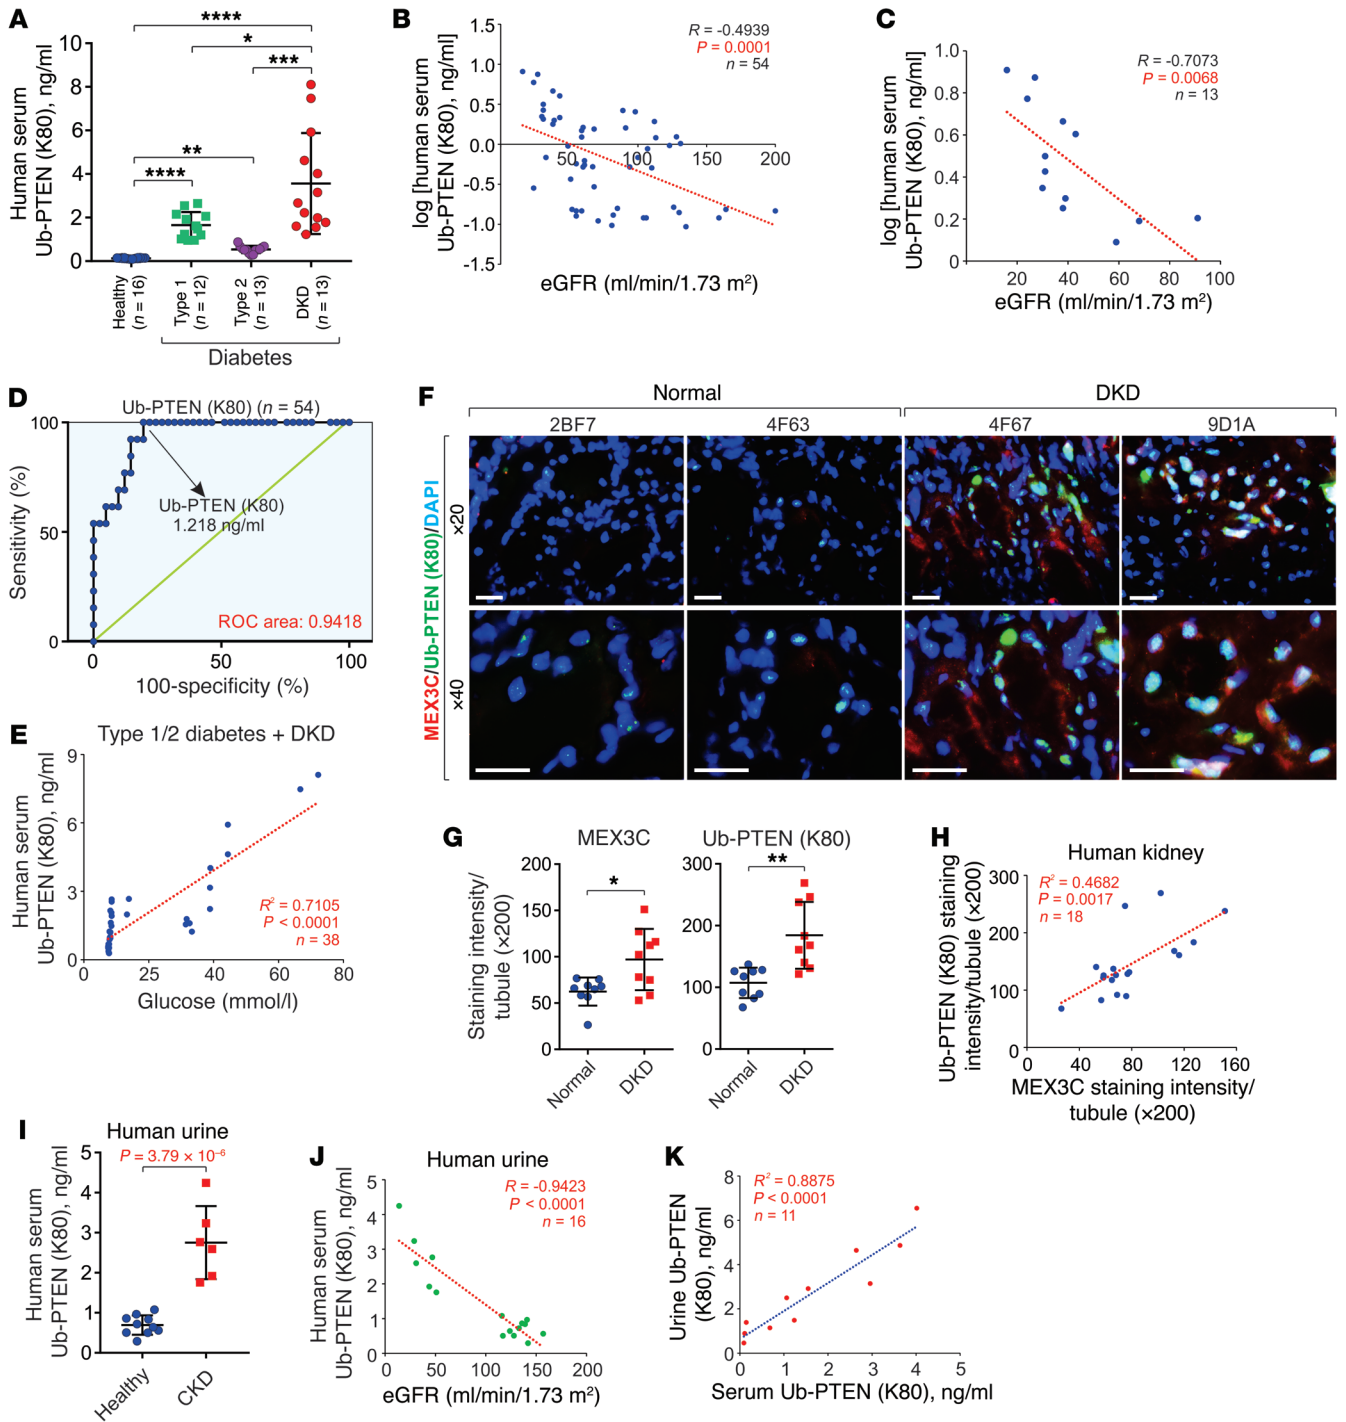 A
****
*
***
**
****
Human serum
Ub-PTEN (K80), ng/ml
10
8
6
4
2
0
Healthy
(n = 16)
Type 1
(n = 12)
Type 2
(n = 13)
DKD
(n = 13)
Diabetes
B
R = -0.4939
P = 0.0001
n = 54
log [human serum
Ub-PTEN (K80), ng/ml]
1.5
1.0
0.5
0.0
-0.5
-1.0
-1.5
50
100
150
200
eGFR (ml/min/1.73 m²)
C
R = -0.7073
P = 0.0068
n = 13
log [human serum
Ub-PTEN (K80), ng/ml]
1.0
0.8
0.6
0.4
0.2
0
20
40
60
80
100
eGFR (ml/min/1.73 m²)
D
Ub-PTEN (K80) (n = 54)
Sensitivity (%)
100
50
0
Ub-PTEN (K80)
1.218 ng/ml
ROC area: 0.9418
0
50
100
100-specificity (%)
E
Type 1/2 diabetes + DKD
Human serum
Ub-PTEN (K80), ng/ml
9
6
3
0
R² = 0.7105
P < 0.0001
n = 38
0
25
40
60
80
Glucose (mmol/l)
F
Normal
DKD
2BF7
4F63
4F67
9D1A
MEX3C/Ub-PTEN (K80)/DAPI
×20
×40
G
MEX3C
Staining intensity/
tubule (×200)
200
150
100
50
0
*
Normal
DKD
Ub-PTEN (K80)
300
200
100
0
**
Normal
DKD
H
Human kidney
Ub-PTEN (K80) staining
intensity/tubule (×200)
300
200
100
0
R² = 0.4682
P = 0.0017
n = 18
0
40
80
120
160
MEX3C staining intensity/
tubule (×200)
I
Human urine
P = 3.79 × 10⁻⁶
Human serum
Ub-PTEN (K80), ng/ml
5
4
3
2
1
0
Healthy
CKD
J
Human urine
R = -0.9423
P < 0.0001
n = 16
Human serum
Ub-PTEN (K80), ng/ml
5
4
3
2
1
0
0
50
100
150
200
eGFR (ml/min/1.73 m²)
K
R² = 0.8875
P < 0.0001
n = 11
Urine Ub-PTEN
(K80), ng/ml
8
6
4
2
0
0
1
2
3
4
5
Serum Ub-PTEN (K80), ng/ml